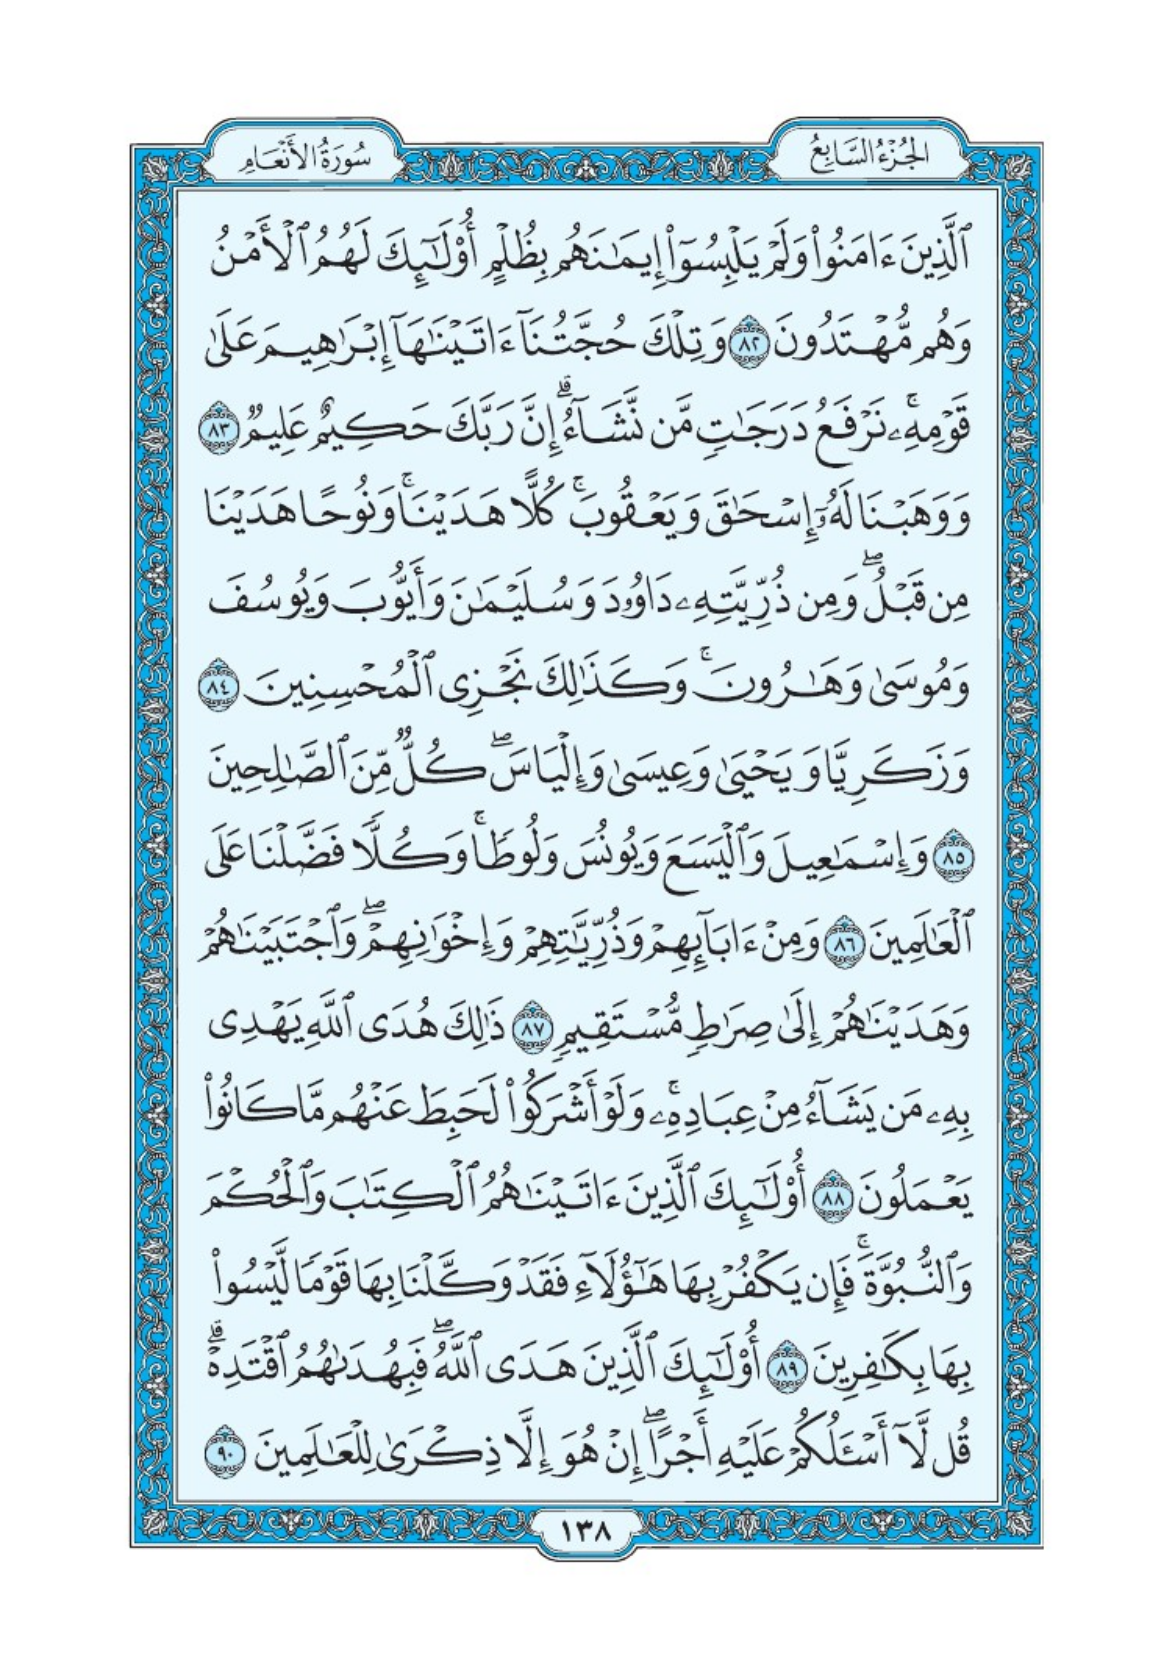 الجُزْءُ السَّابِعُ
سُورَةُ الأَنْعَامِ
ٱلَّذِينَ ءَامَنُوا۟ وَلَمْ يَلْبِسُوٓا۟ إِيمَٰنَهُم بِظُلْمٍ أُو۟لَٰٓئِكَ لَهُمُ ٱلْأَمْنُ
وَهُم مُّهْتَدُونَ ٨٢ وَتِلْكَ حُجَّتُنَآ ءَاتَيْنَٰهَآ إِبْرَٰهِيمَ عَلَىٰ
قَوْمِهِۦۚ نَرْفَعُ دَرَجَٰتٍ مَّن نَّشَآءُۗ إِنَّ رَبَّكَ حَكِيمٌ عَلِيمٌ ٨٣
وَوَهَبْنَا لَهُۥٓ إِسْحَٰقَ وَيَعْقُوبَۚ كُلًّا هَدَيْنَاۚ وَنُوحًا هَدَيْنَا
مِن قَبْلُۖ وَمِن ذُرِّيَّتِهِۦ دَاوُۥدَ وَسُلَيْمَٰنَ وَأَيُّوبَ وَيُوسُفَ
وَمُوسَىٰ وَهَٰرُونَۚ وَكَذَٰلِكَ نَجْزِى ٱلْمُحْسِنِينَ ٨٤
وَزَكَرِيَّا وَيَحْيَىٰ وَعِيسَىٰ وَإِلْيَاسَۖ كُلٌّ مِّنَ ٱلصَّٰلِحِينَ
٨٥ وَإِسْمَٰعِيلَ وَٱلْيَسَعَ وَيُونُسَ وَلُوطًاۚ وَكُلًّا فَضَّلْنَا عَلَى
ٱلْعَٰلَمِينَ ٨٦ وَمِنْ ءَابَآئِهِمْ وَذُرِّيَّٰتِهِمْ وَإِخْوَٰنِهِمْۖ وَٱجْتَبَيْنَٰهُمْ
وَهَدَيْنَٰهُمْ إِلَىٰ صِرَٰطٍ مُّسْتَقِيمٍ ٨٧ ذَٰلِكَ هُدَى ٱللَّهِ يَهْدِى
بِهِۦ مَن يَشَآءُ مِنْ عِبَادِهِۦۚ وَلَوْ أَشْرَكُوا۟ لَحَبِطَ عَنْهُم مَّا كَانُوا۟
يَعْمَلُونَ ٨٨ أُو۟لَٰٓئِكَ ٱلَّذِينَ ءَاتَيْنَٰهُمُ ٱلْكِتَٰبَ وَٱلْحُكْمَ
وَٱلنُّبُوَّةَۚ فَإِن يَكْفُرْ بِهَا هَٰٓؤُلَآءِ فَقَدْ وَكَّلْنَا بِهَا قَوْمًا لَّيْسُوا۟
بِهَا بِكَٰفِرِينَ ٨٩ أُو۟لَٰٓئِكَ ٱلَّذِينَ هَدَى ٱللَّهُۖ فَبِهُدَىٰهُمُ ٱقْتَدِهْۗ
قُل لَّآ أَسْـَٔلُكُمْ عَلَيْهِ أَجْرًاۖ إِنْ هُوَ إِلَّا ذِكْرَىٰ لِلْعَٰلَمِينَ ٩٠
١٣٨